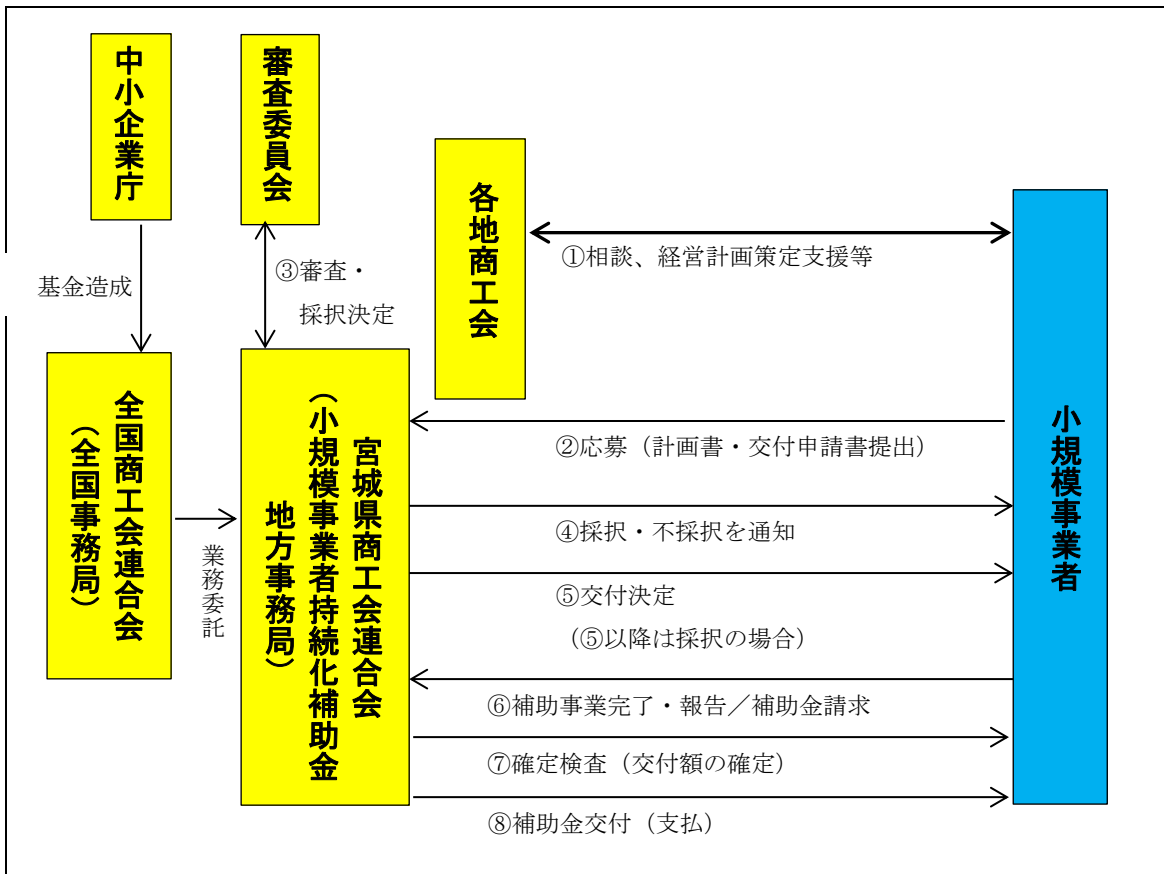 中小企業庁
審査委員会
各地商工会
①相談、経営計画策定支援等
基金造成
③審査・
採択決定
全国商工会連合会
（全国事務局）
業務委託
宮城県商工会連合会
（小規模事業者持続化補助金
地方事務局）
小規模事業者
②応募（計画書・交付申請書提出）
④採択・不採択を通知
⑤交付決定
（⑤以降は採択の場合）
⑥補助事業完了・報告／補助金請求
⑦確定検査（交付額の確定）
⑧補助金交付（支払）